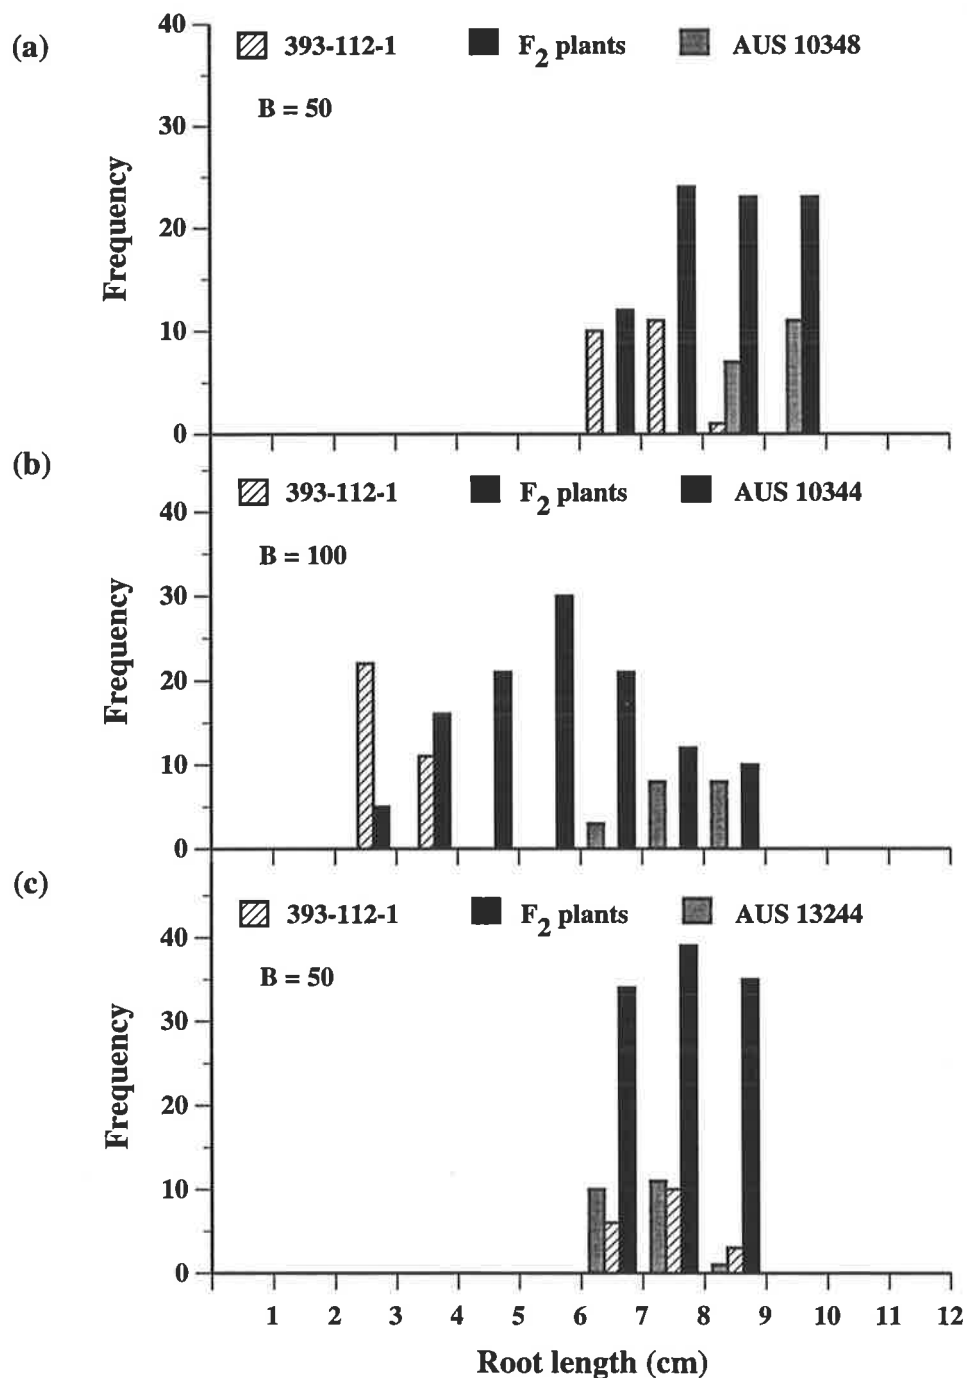 (a)
40
393-112-1 F2 plants AUS 10348
B = 50
30
20
10
0
Frequency
(b)
393-112-1 F2 plants AUS 10344
40
B = 100
30
20
10
0
Frequency
(c)
393-112-1 F2 plants AUS 13244
40
B = 50
30
20
10
0
Frequency
1 2 3 4 5 6 7 8 9 10 11 12
Root length (cm)